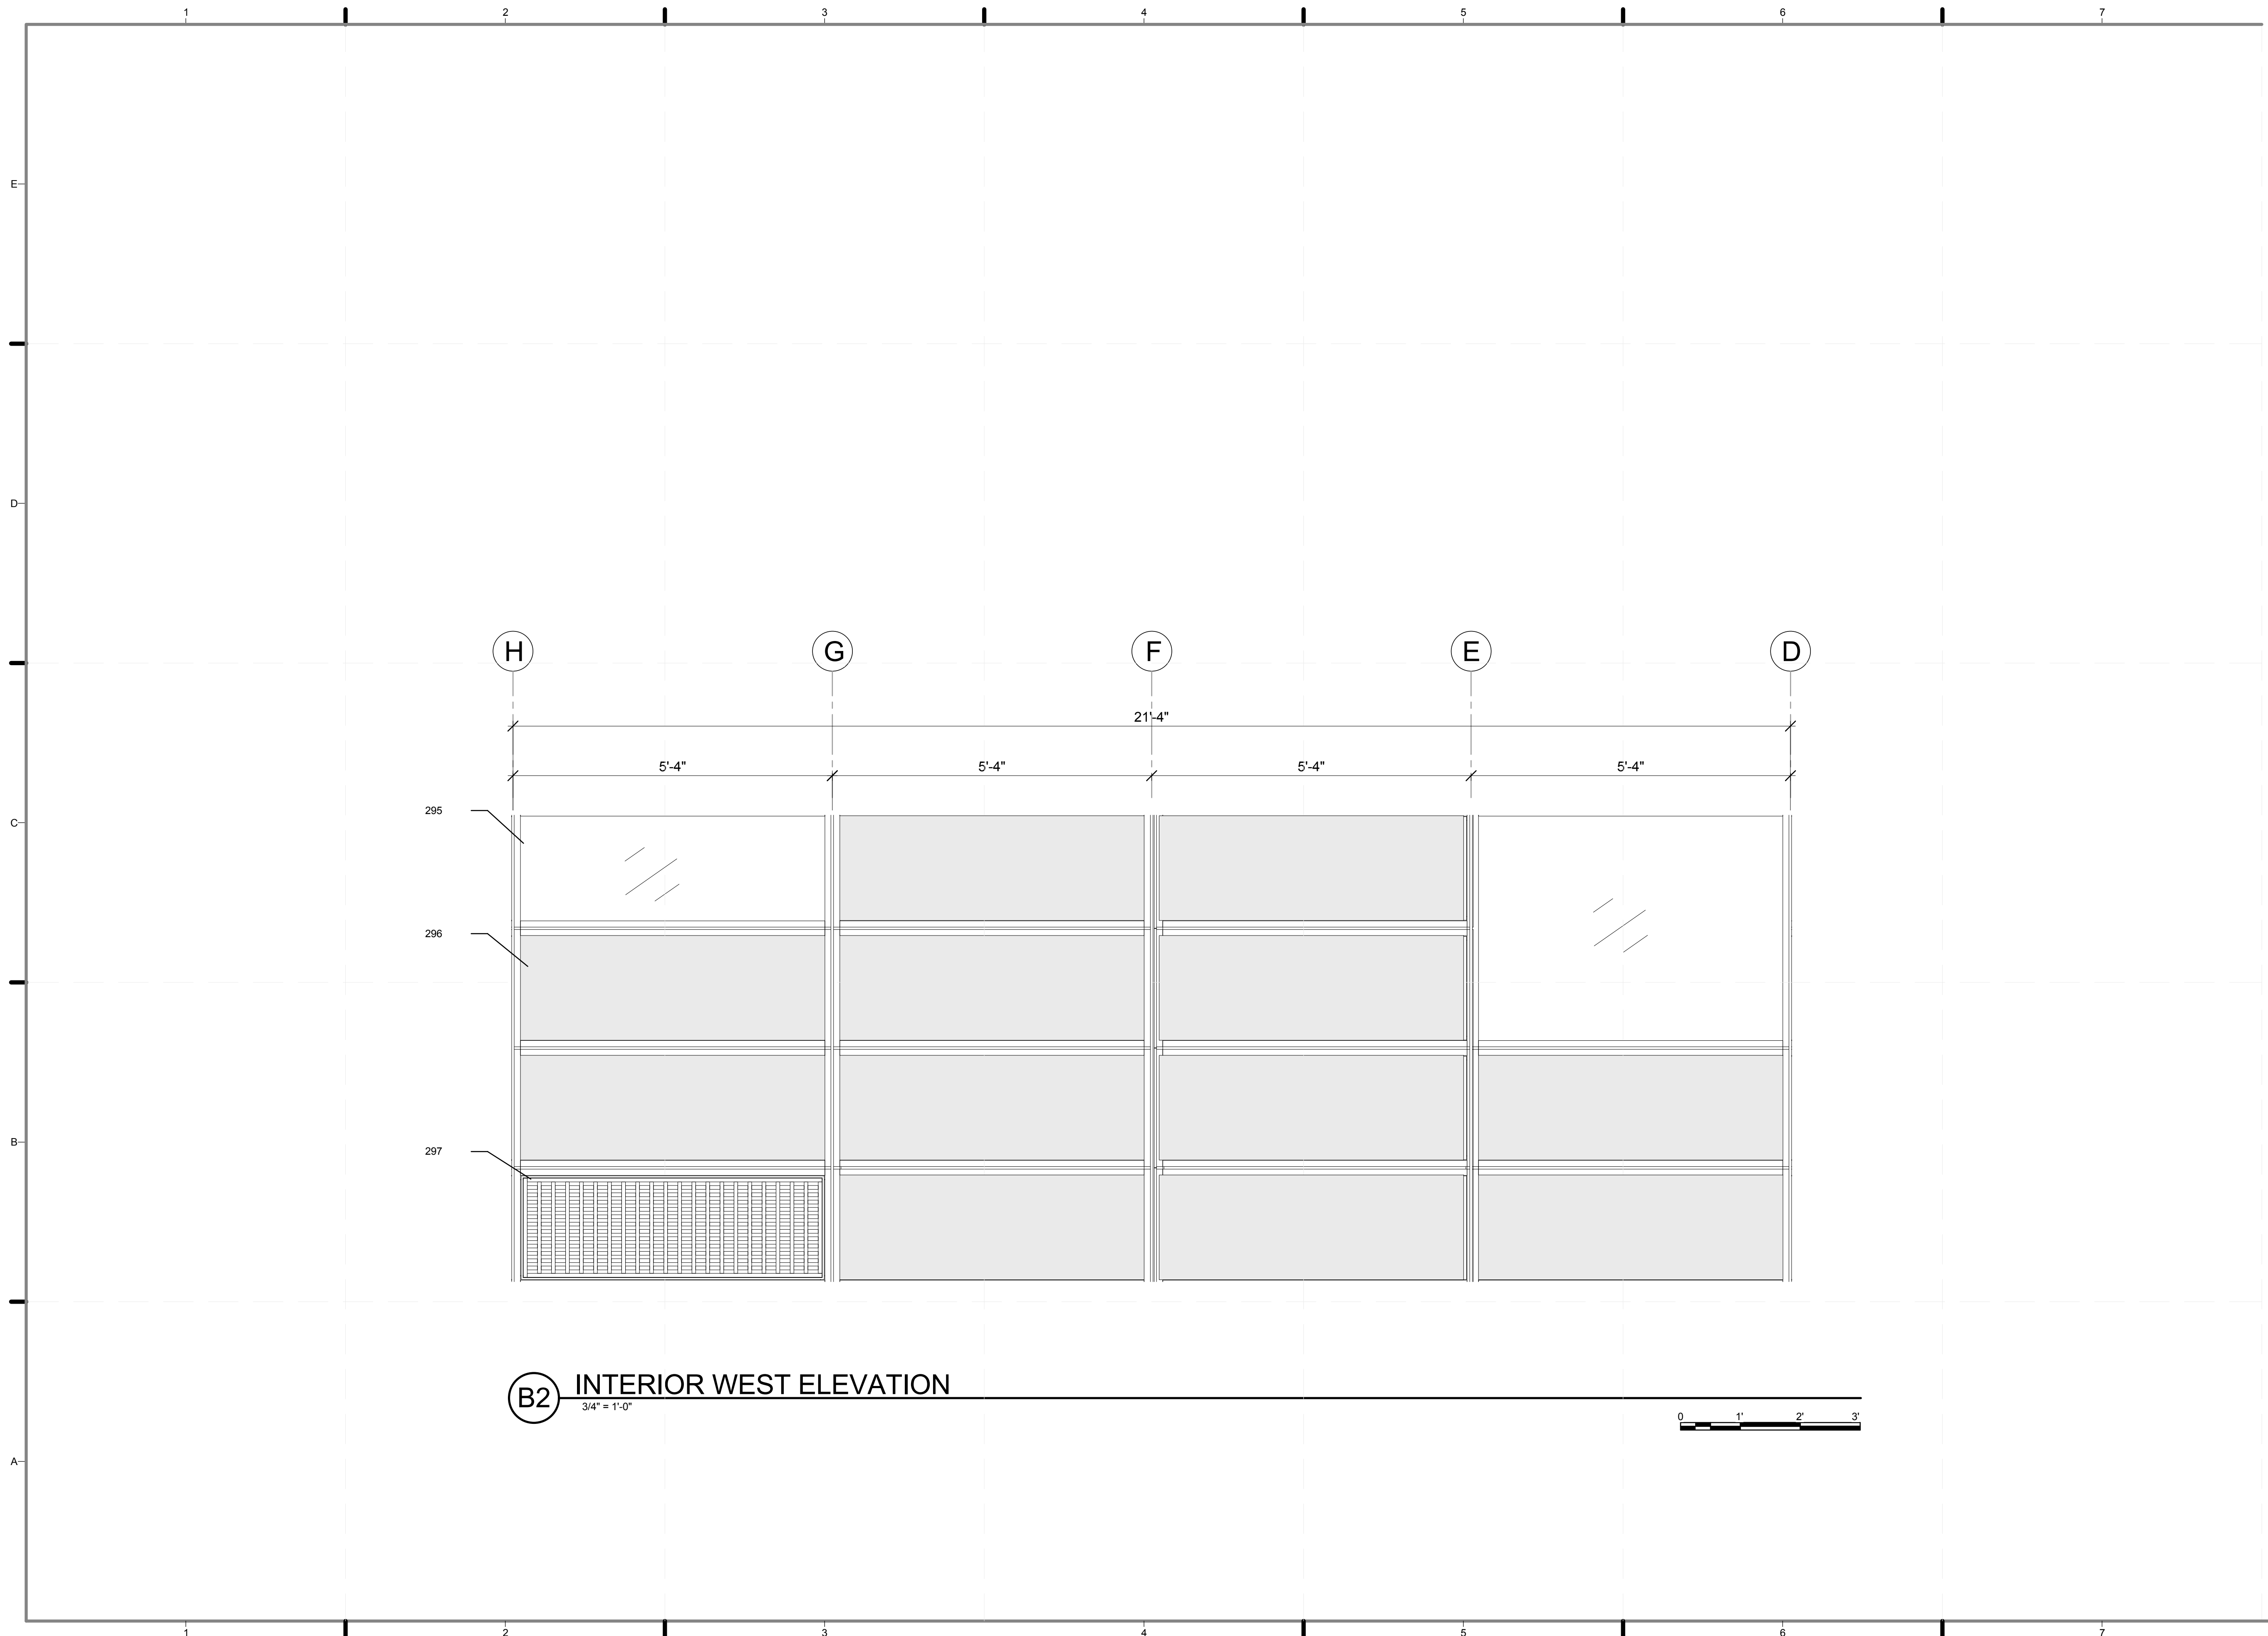 1 2 3 4 5 6 7
E
D
H G F E D
21'-4"
5'-4" 5'-4" 5'-4" 5'-4"
295
C
296
B
297
B2 INTERIOR WEST ELEVATION
3/4" = 1'-0"
0 1' 2' 3'
A
1 2 3 4 5 6 7